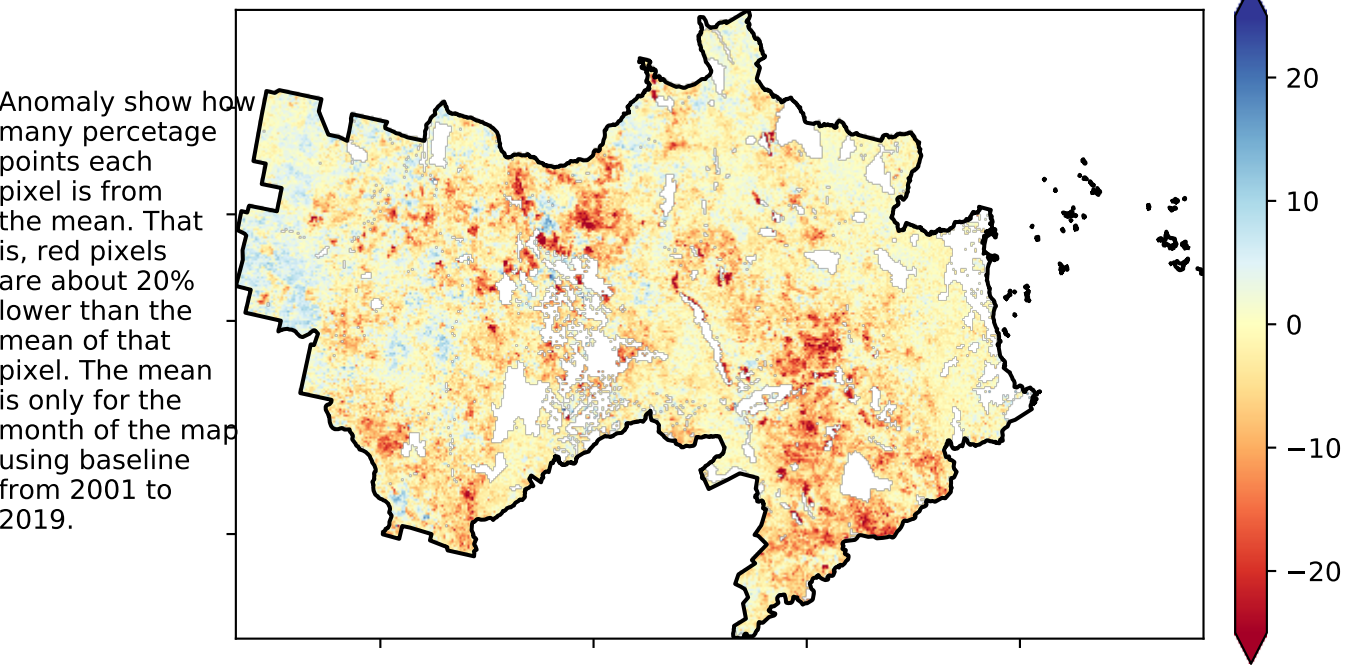 Anomaly show how
many percetage
points each
pixel is from
the mean. That
is, red pixels
are about 20%
lower than the
mean of that
pixel. The mean
is only for the
month of the map
using baseline
from 2001 to
2019.
20
10
0
−10
−20